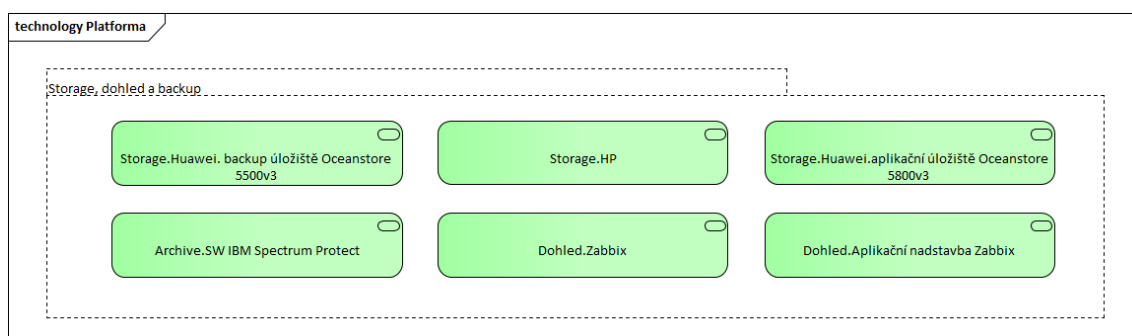 technology Platforma
Storage, dohled a backup
Storage.Huawei. backup úložiště Oceanstore
5500v3
Storage.HP
Storage.Huawei.aplikační úložiště Oceanstore
5800v3
Archive.SW IBM Spectrum Protect
Dohled.Zabbix
Dohled.Aplikační nadstavba Zabbix